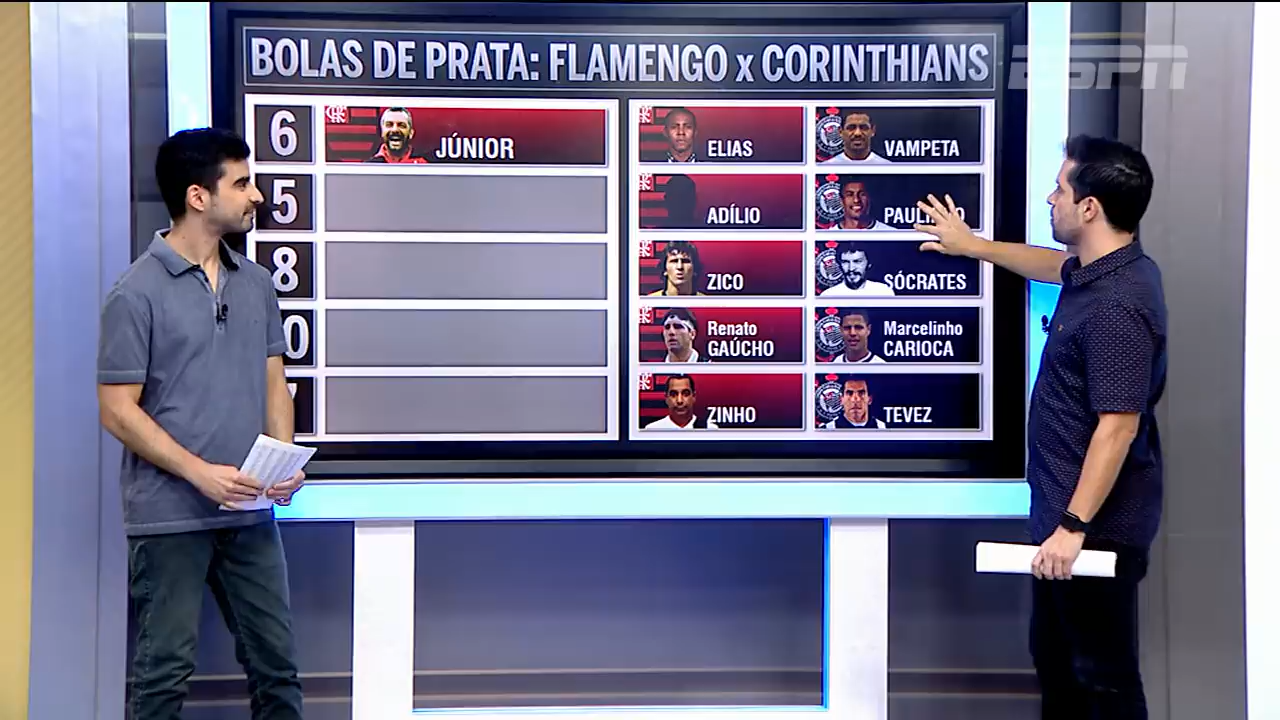 BOLAS DE PRATA: FLAMENGO x CORINTHIANS
ESPN
6 JÚNIOR ELIAS VAMPETA
5 ADÍLIO
8 ZICO SÓCRATES
0 Renato GAÚCHO Marcelinho CARIOCA
ZINHO TEVEZ